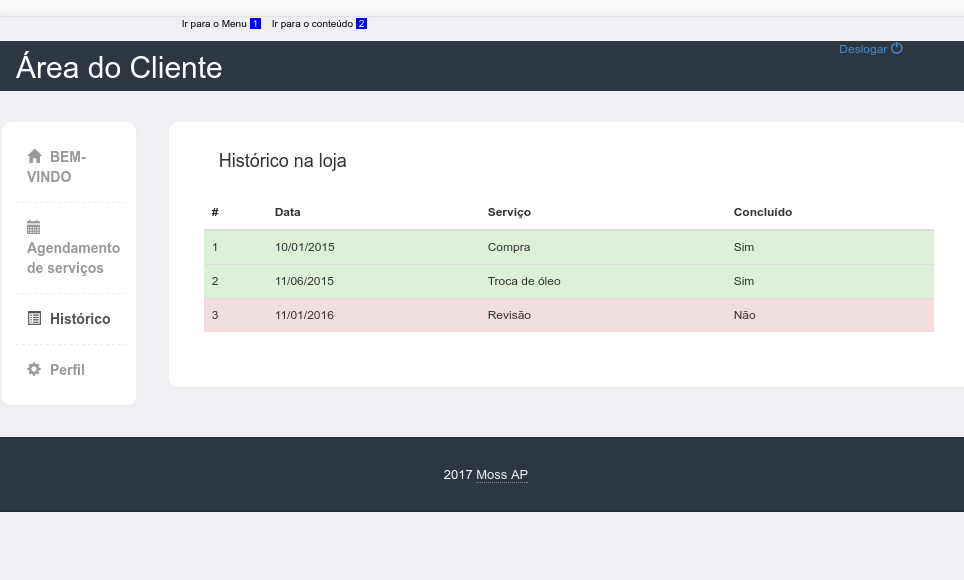 Ir para o Menu 1 Ir para o conteúdo 2
Deslogar
Área do Cliente
BEM-
VINDO
Agendamento
de serviços
Histórico
Perfil
Histórico na loja
# Data Serviço Concluído
1 10/01/2015 Compra Sim
2 11/06/2015 Troca de óleo Sim
3 11/01/2016 Revisão Não
2017 Moss AP